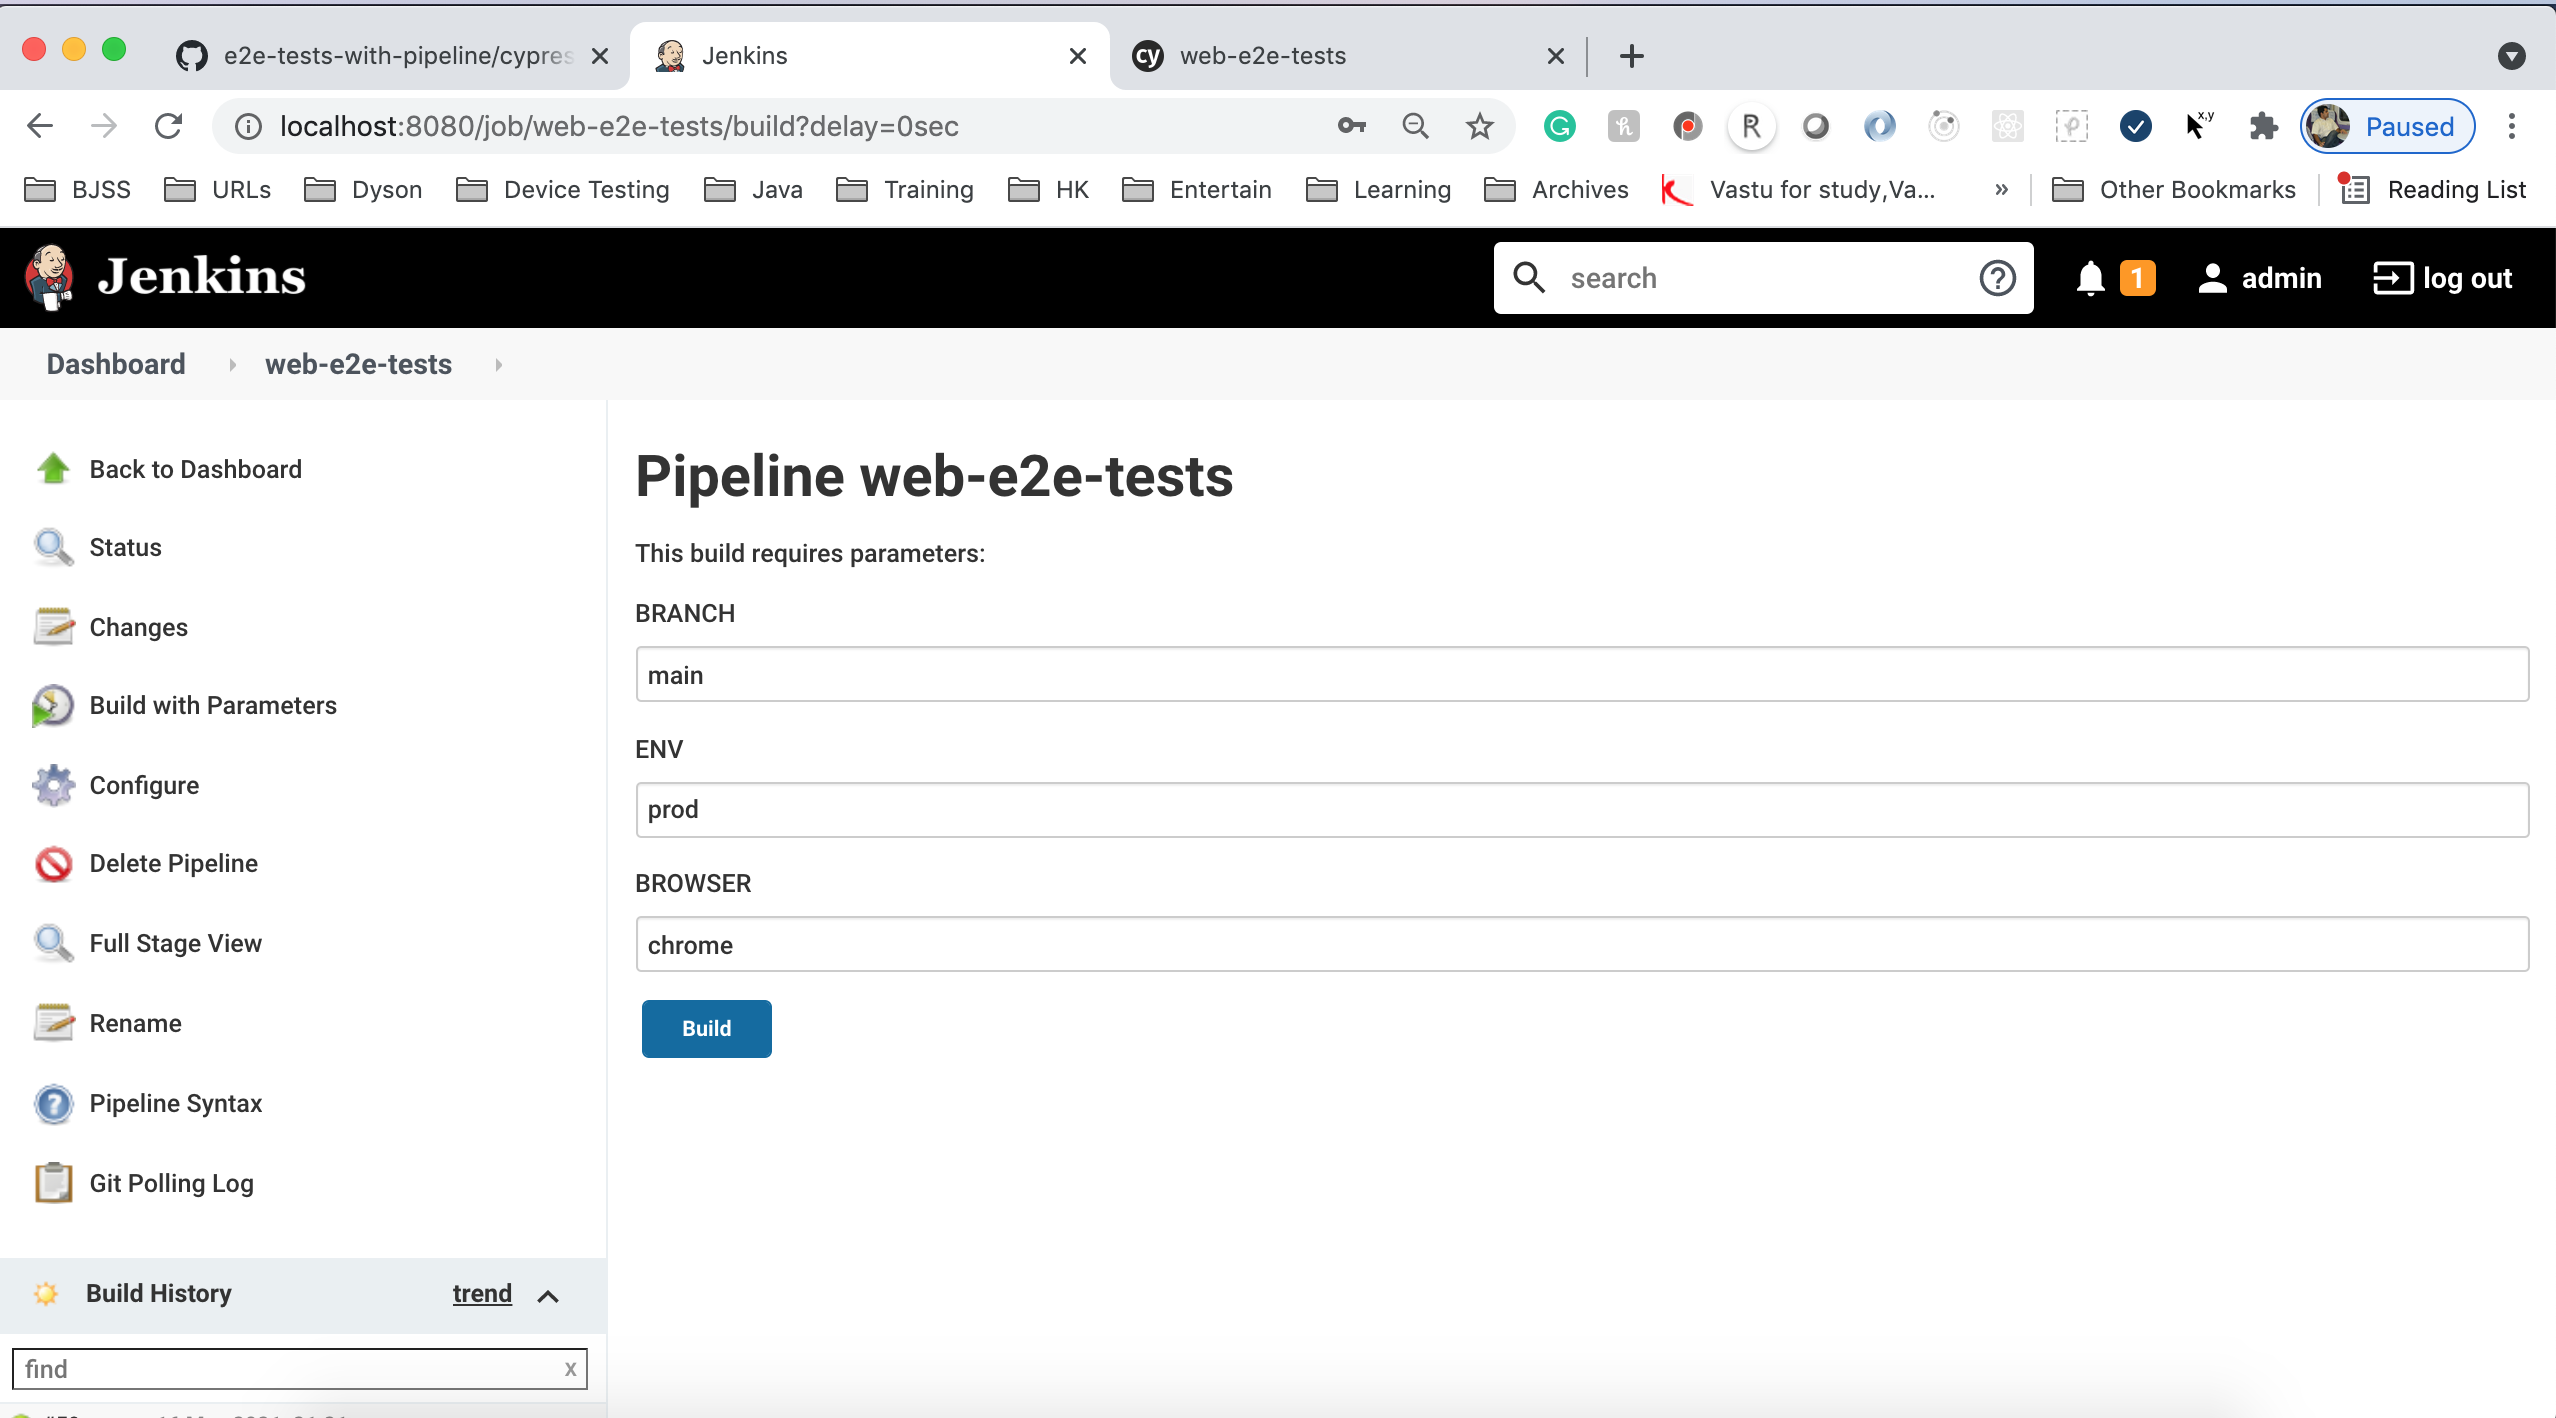 e2e-tests-with-pipeline/cypres
Jenkins
cy web-e2e-tests
localhost:8080/job/web-e2e-tests/build?delay=0sec
Paused
BJSS URLs Dyson Device Testing Java Training HK Entertain Learning Archives Vastu for study,Va... » Other Bookmarks Reading List
Jenkins
search
1
admin
log out
Dashboard web-e2e-tests
Back to Dashboard
Status
Changes
Build with Parameters
Configure
Delete Pipeline
Full Stage View
Rename
Pipeline Syntax
Git Polling Log
Build History trend
find x
Pipeline web-e2e-tests
This build requires parameters:
BRANCH
main
ENV
prod
BROWSER
chrome
Build